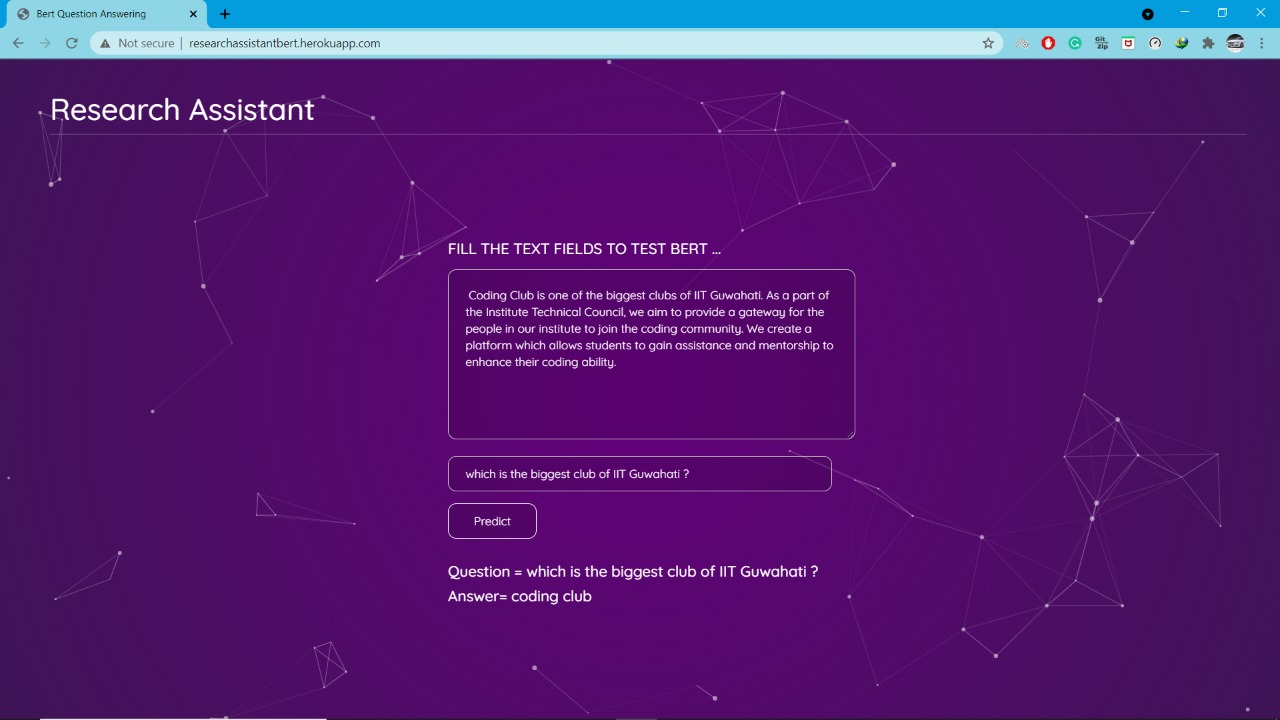 Bert Question Answering
Not secure | researchassistantbert.herokuapp.com
Git Zip
Research Assistant
FILL THE TEXT FIELDS TO TEST BERT ...
Coding Club is one of the biggest clubs of IIT Guwahati. As a part of
the Institute Technical Council, we aim to provide a gateway for the
people in our institute to join the coding community. We create a
platform which allows students to gain assistance and mentorship to
enhance their coding ability.
which is the biggest club of IIT Guwahati ?
Predict
Question = which is the biggest club of IIT Guwahati ?
Answer= coding club